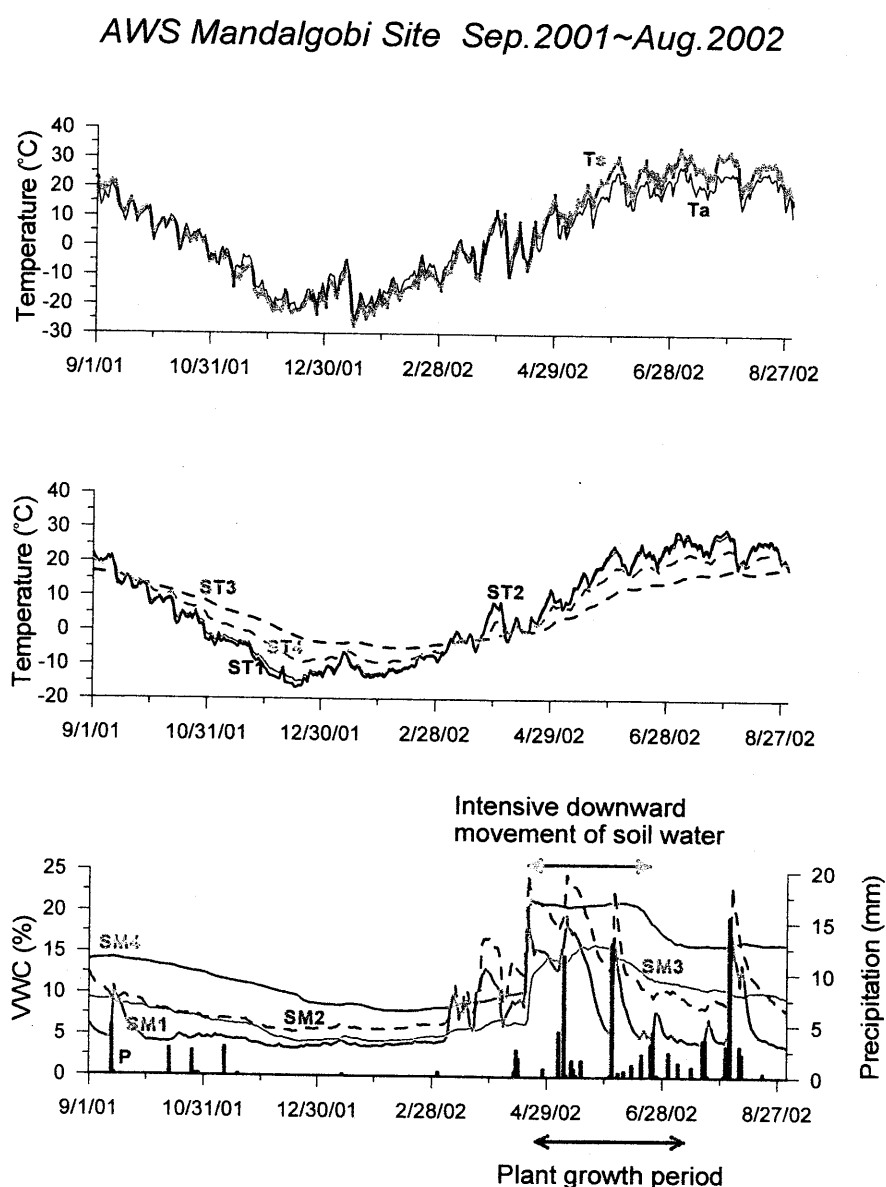 AWS Mandalgobi Site Sep.2001~Aug.2002
Temperature (°C)
40
30
20
10
0
-10
-20
-30
Ts
Ta
9/1/01 10/31/01 12/30/01 2/28/02 4/29/02 6/28/02 8/27/02
Temperature (°C)
40
30
20
10
0
-10
-20
ST3
ST4
ST1
ST2
9/1/01 10/31/01 12/30/01 2/28/02 4/29/02 6/28/02 8/27/02
Intensive downward
movement of soil water
VWC (%)
25
20
15
10
5
0
SM4
SM1
SM2
SM3
P
20
15
10
5
0
Precipitation (mm)
9/1/01 10/31/01 12/30/01 2/28/02 4/29/02 6/28/02 8/27/02
Plant growth period